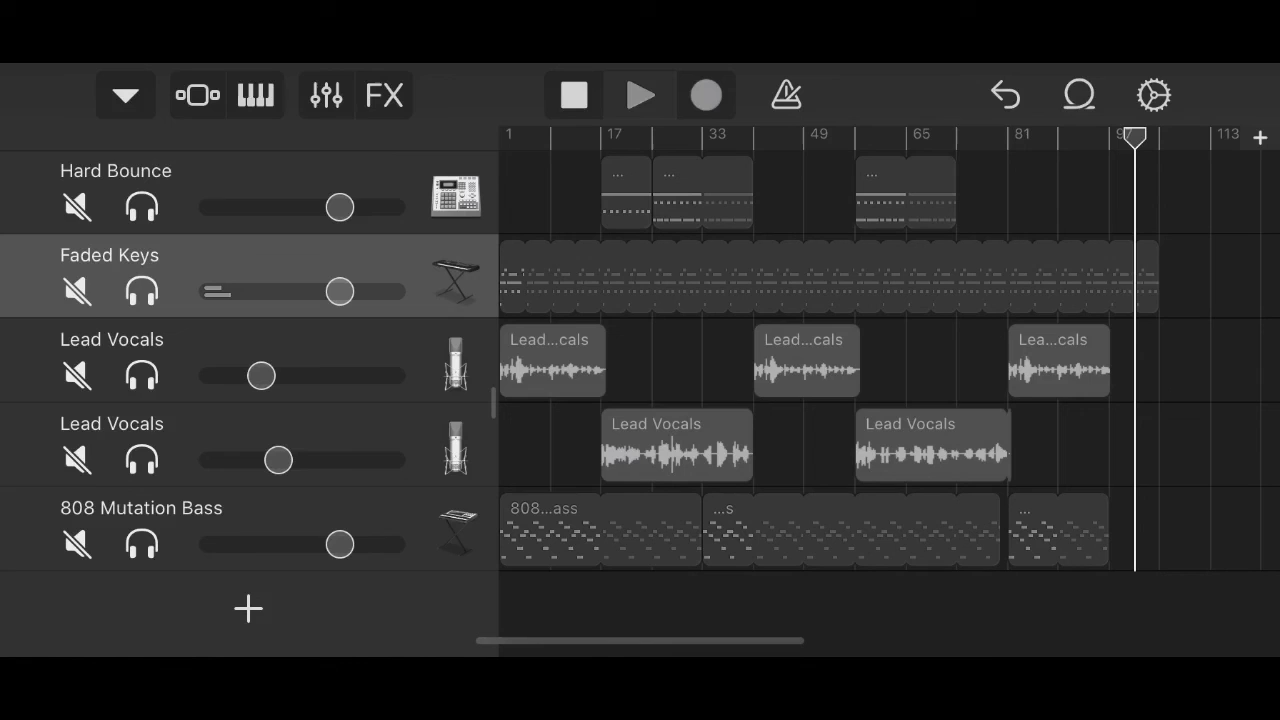 FX
1 17 33 49 65 81 97 113
Hard Bounce
... ... ...
Faded Keys
Lead Vocals
Lead...cals Lead...cals Lea...cals
Lead Vocals
Lead Vocals Lead Vocals
808 Mutation Bass
808...ass ...s ...